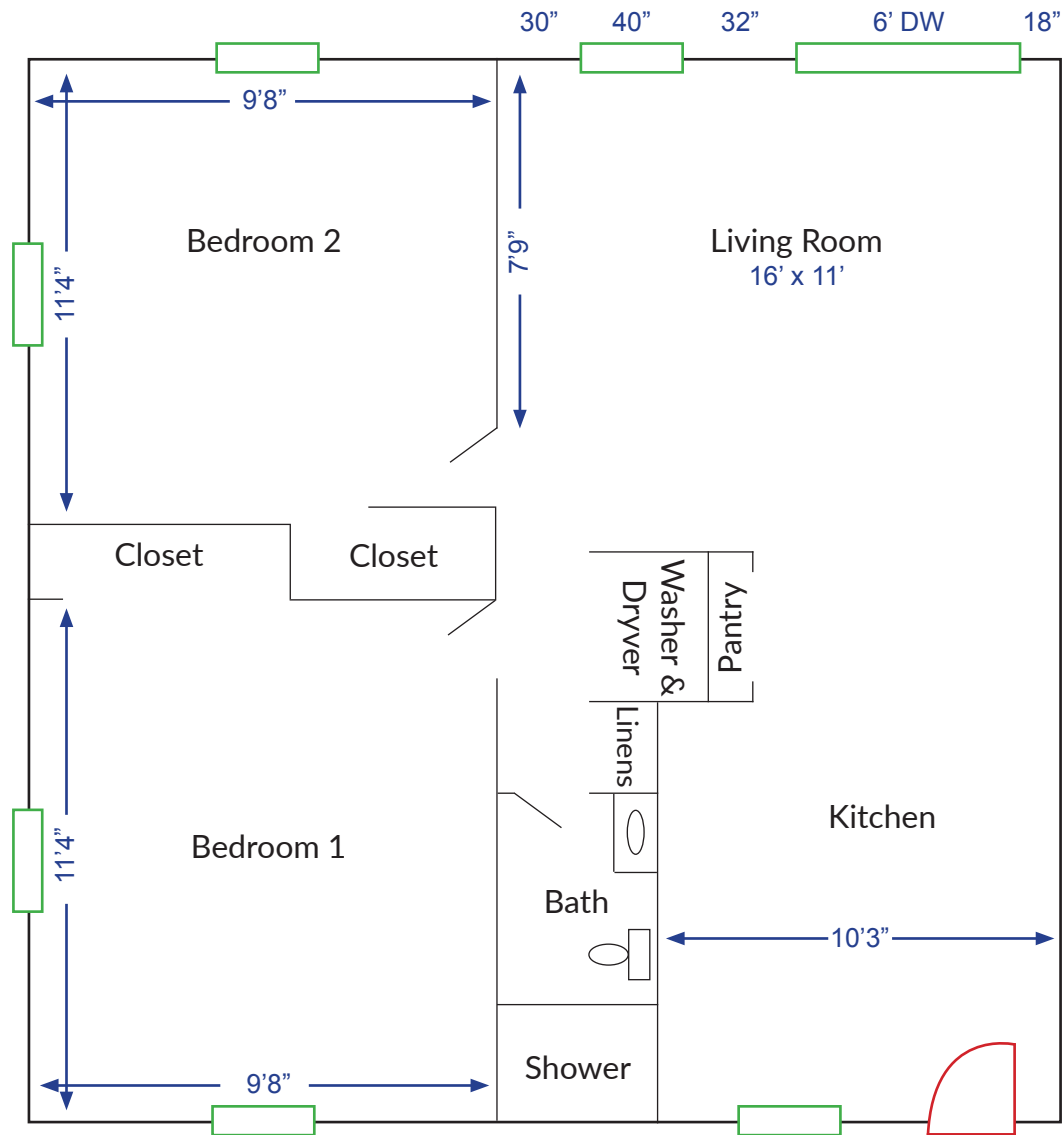 30” 40” 32” 6’ DW 18”
9’8”
Bedroom 2
11’4”
7’9”
Living Room
16’ x 11’
Closet
Closet
Washer &
Dryver
Pantry
Linens
Kitchen
Bedroom 1
11’4”
Bath
10’3”
9’8”
Shower